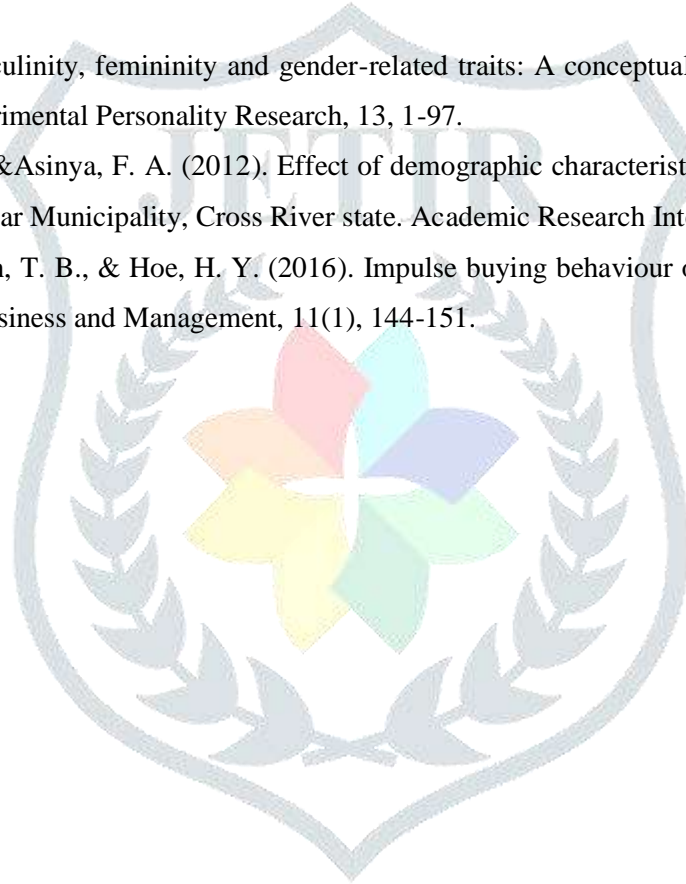 culinity, femininity and gender-related traits: A conceptual
rimental Personality Research, 13, 1-97.
&Asinya, F. A. (2012). Effect of demographic characterist
ar Municipality, Cross River state. Academic Research Int
, T. B., & Hoe, H. Y. (2016). Impulse buying behaviour
siness and Management, 11(1), 144-151.
JETIR